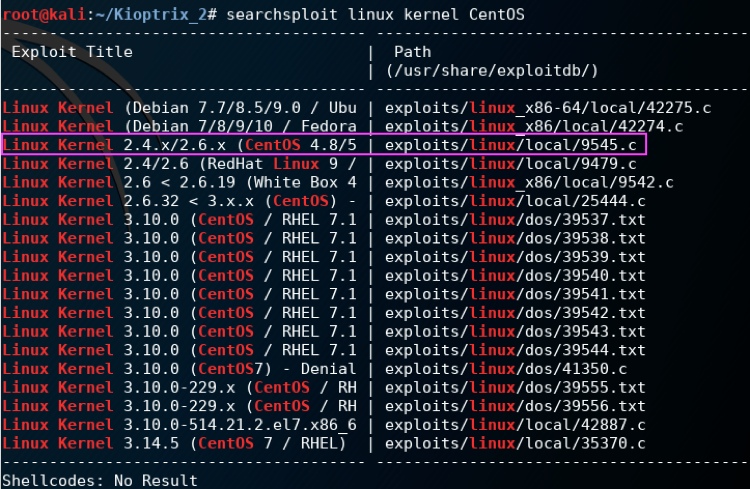 root@kali:~/Kioptrix_2# searchsploit linux kernel CentOS
--------------------------------------- ----------------------------------------
 Exploit Title | Path
 | (/usr/share/exploitdb/)
--------------------------------------- ----------------------------------------
Linux Kernel (Debian 7.7/8.5/9.0 / Ubu | exploits/linux_x86-64/local/42275.c
Linux Kernel (Debian 7/8/9/10 / Fedora | exploits/linux_x86/local/42274.c
Linux Kernel 2.4.x/2.6.x (CentOS 4.8/5 | exploits/linux/local/9545.c
Linux Kernel 2.4/2.6 (RedHat Linux 9 / | exploits/linux/local/9479.c
Linux Kernel 2.6 < 2.6.19 (White Box 4 | exploits/linux_x86/local/9542.c
Linux Kernel 2.6.32 < 3.x.x (CentOS) - | exploits/linux/local/25444.c
Linux Kernel 3.10.0 (CentOS / RHEL 7.1 | exploits/linux/dos/39537.txt
Linux Kernel 3.10.0 (CentOS / RHEL 7.1 | exploits/linux/dos/39538.txt
Linux Kernel 3.10.0 (CentOS / RHEL 7.1 | exploits/linux/dos/39539.txt
Linux Kernel 3.10.0 (CentOS / RHEL 7.1 | exploits/linux/dos/39540.txt
Linux Kernel 3.10.0 (CentOS / RHEL 7.1 | exploits/linux/dos/39541.txt
Linux Kernel 3.10.0 (CentOS / RHEL 7.1 | exploits/linux/dos/39542.txt
Linux Kernel 3.10.0 (CentOS / RHEL 7.1 | exploits/linux/dos/39543.txt
Linux Kernel 3.10.0 (CentOS / RHEL 7.1 | exploits/linux/dos/39544.txt
Linux Kernel 3.10.0 (CentOS7) - Denial | exploits/linux/dos/41350.c
Linux Kernel 3.10.0-229.x (CentOS / RH | exploits/linux/dos/39555.txt
Linux Kernel 3.10.0-229.x (CentOS / RH | exploits/linux/dos/39556.txt
Linux Kernel 3.10.0-514.21.2.el7.x86_6 | exploits/linux/local/42887.c
Linux Kernel 3.14.5 (CentOS 7 / RHEL) | exploits/linux/local/35370.c
--------------------------------------- ----------------------------------------
Shellcodes: No Result